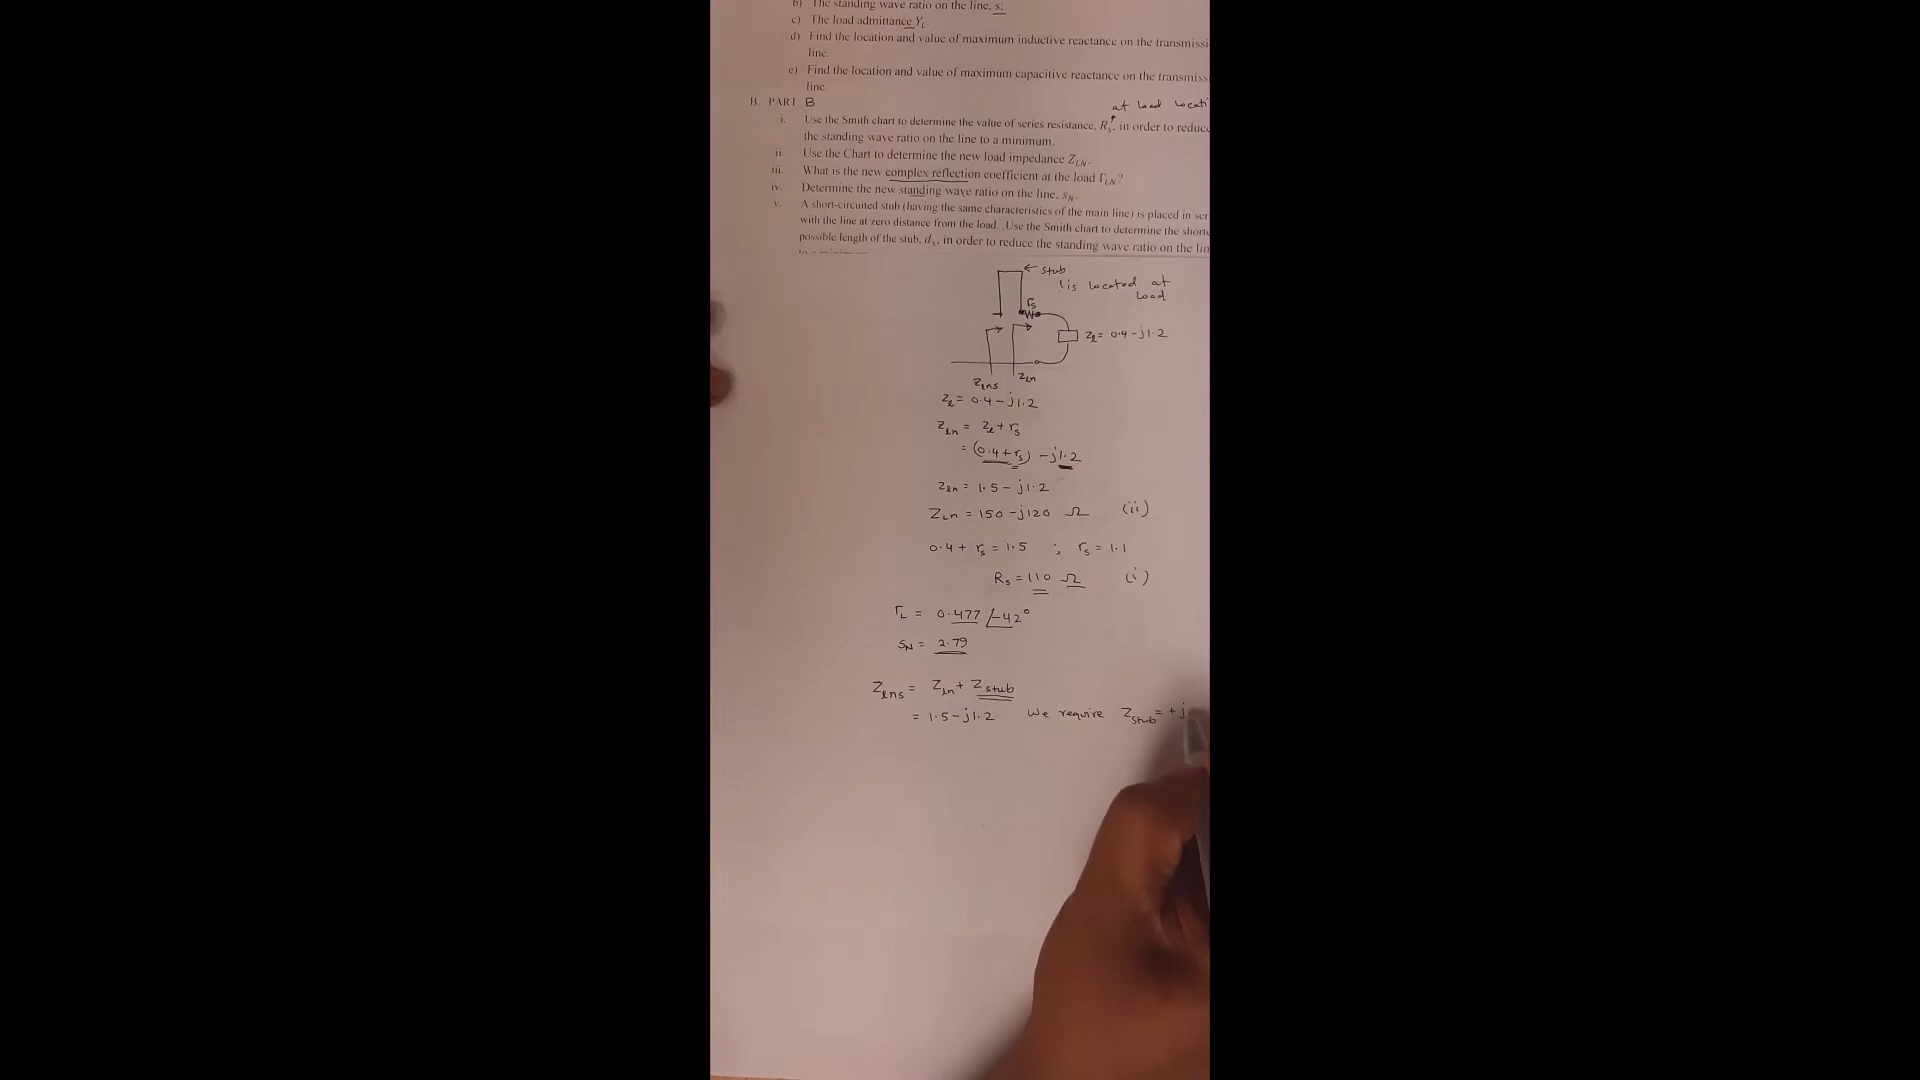 b) The standing wave ratio on the line, s;
c) The load admittance Y_L.
d) Find the location and value of maximum inductive reactance on the
line.
e) Find the location and value of maximum capacitive reactance on the
line.
at load
B. PART B
i. Use the Smith chart to determine the value of series resistance, R_s, in order to reduce
the standing wave ratio on the line to a minimum.
ii. Use the Chart to determine the new load impedance Z_LN.
iii. What is the new complex reflection coefficient at the load Γ_LN?
iv. Determine the new standing wave ratio on the line, s_N.
v. A short-circuited stub (having the same characteristics of the main line) is placed in
with the line at zero distance from the load. Use the Smith chart to determine the
possible length of the stub, d_s, in order to reduce the standing wave ratio on the
← stub
! is located at
load
r_s
z_l = 0.4 - j1.2
z_lns z_ln
z_l = 0.4 - j1.2
z_ln = z_l + r_s
= (0.4 + r_s) - j1.2
z_ln = 1.5 - j1.2
Z_Ln = 150 - j120 Ω (ii)
0.4 + r_s = 1.5 ; r_s = 1.1
R_s = 110 Ω (i)
Γ_L = 0.477 ∠-42°
S_N = 2.79
Z_lns = Z_ln + Z_stub
= 1.5 - j1.2 We require Z_stub = + j